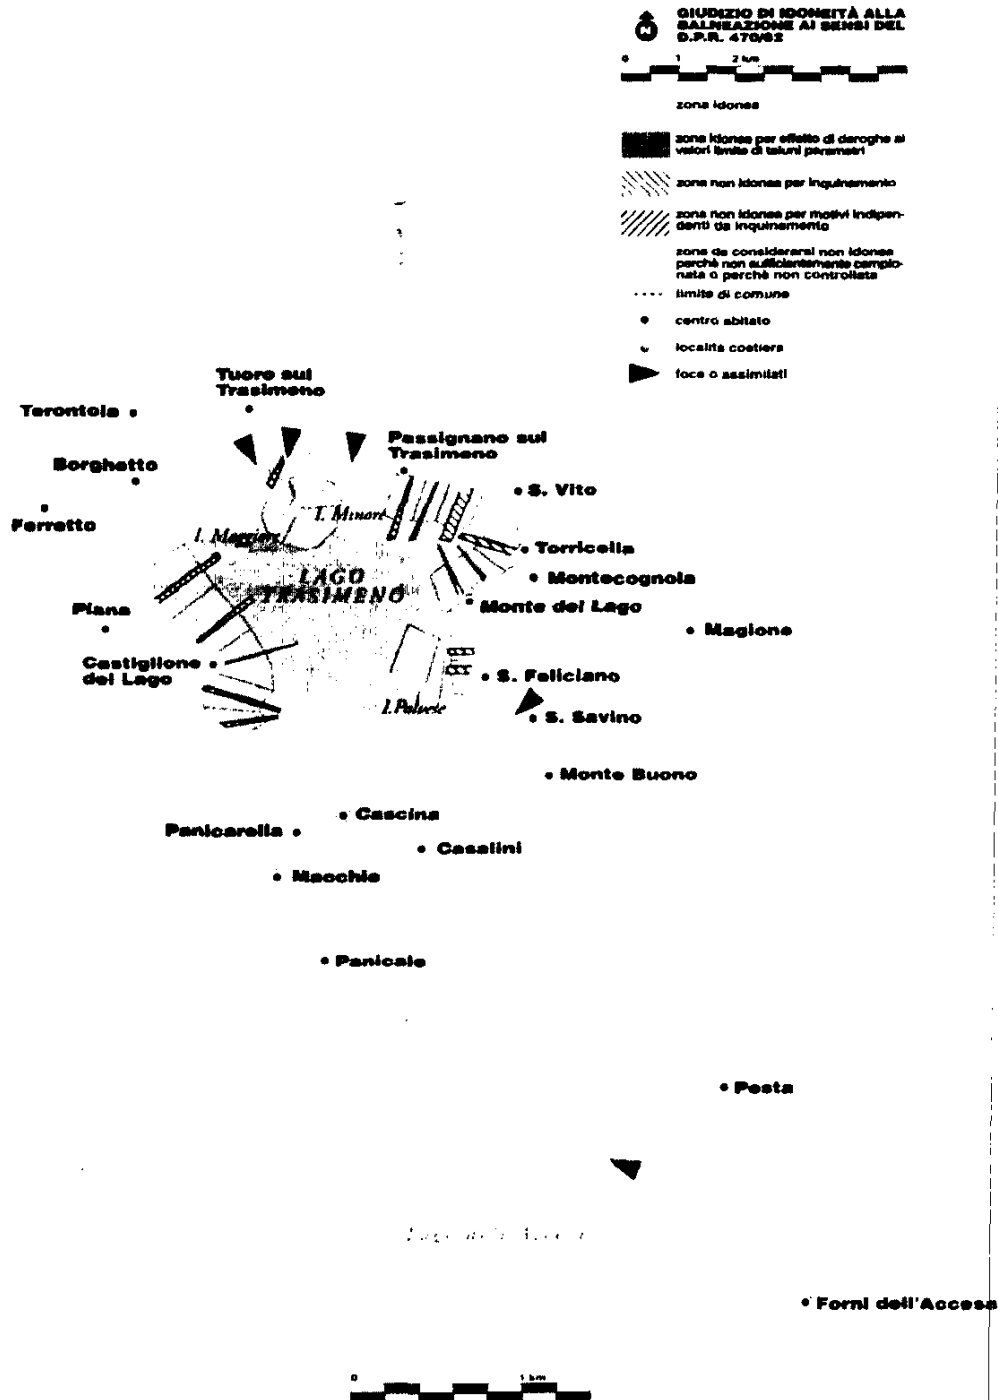 GIUDIZIO DI IDONEITÀ ALLA
BALNEAZIONE AI SENSI DEL
D.P.R. 470/82
0 1 2 km
zona idonea
zona idonea per effetto di deroghe ai
valori limite di taluni parametri
zona non idonea per inquinamento
zona non idonea per motivi indipen-
denti da inquinamento
zona da considerarsi non idonea
perchè non sufficientemente campio-
nata o perchè non controllata
limite di comune
centro abitato
località costiera
foce o assimilati
Tuoro sul
Trasimeno
Terontola
Passignano sul
Trasimeno
Borghetto
S. Vito
Ferretto
I. Minore
I. Maggiore
Torricella
LAGO
TRASIMENO
Montecognola
Piana
Monte del Lago
Magione
Castiglione
del Lago
S. Feliciano
I. Polvese
S. Savino
Monte Buono
Cascina
Panicarella
Casalini
Macchie
Panicale
Pesta
Forni dell'Accesa
0 1 km